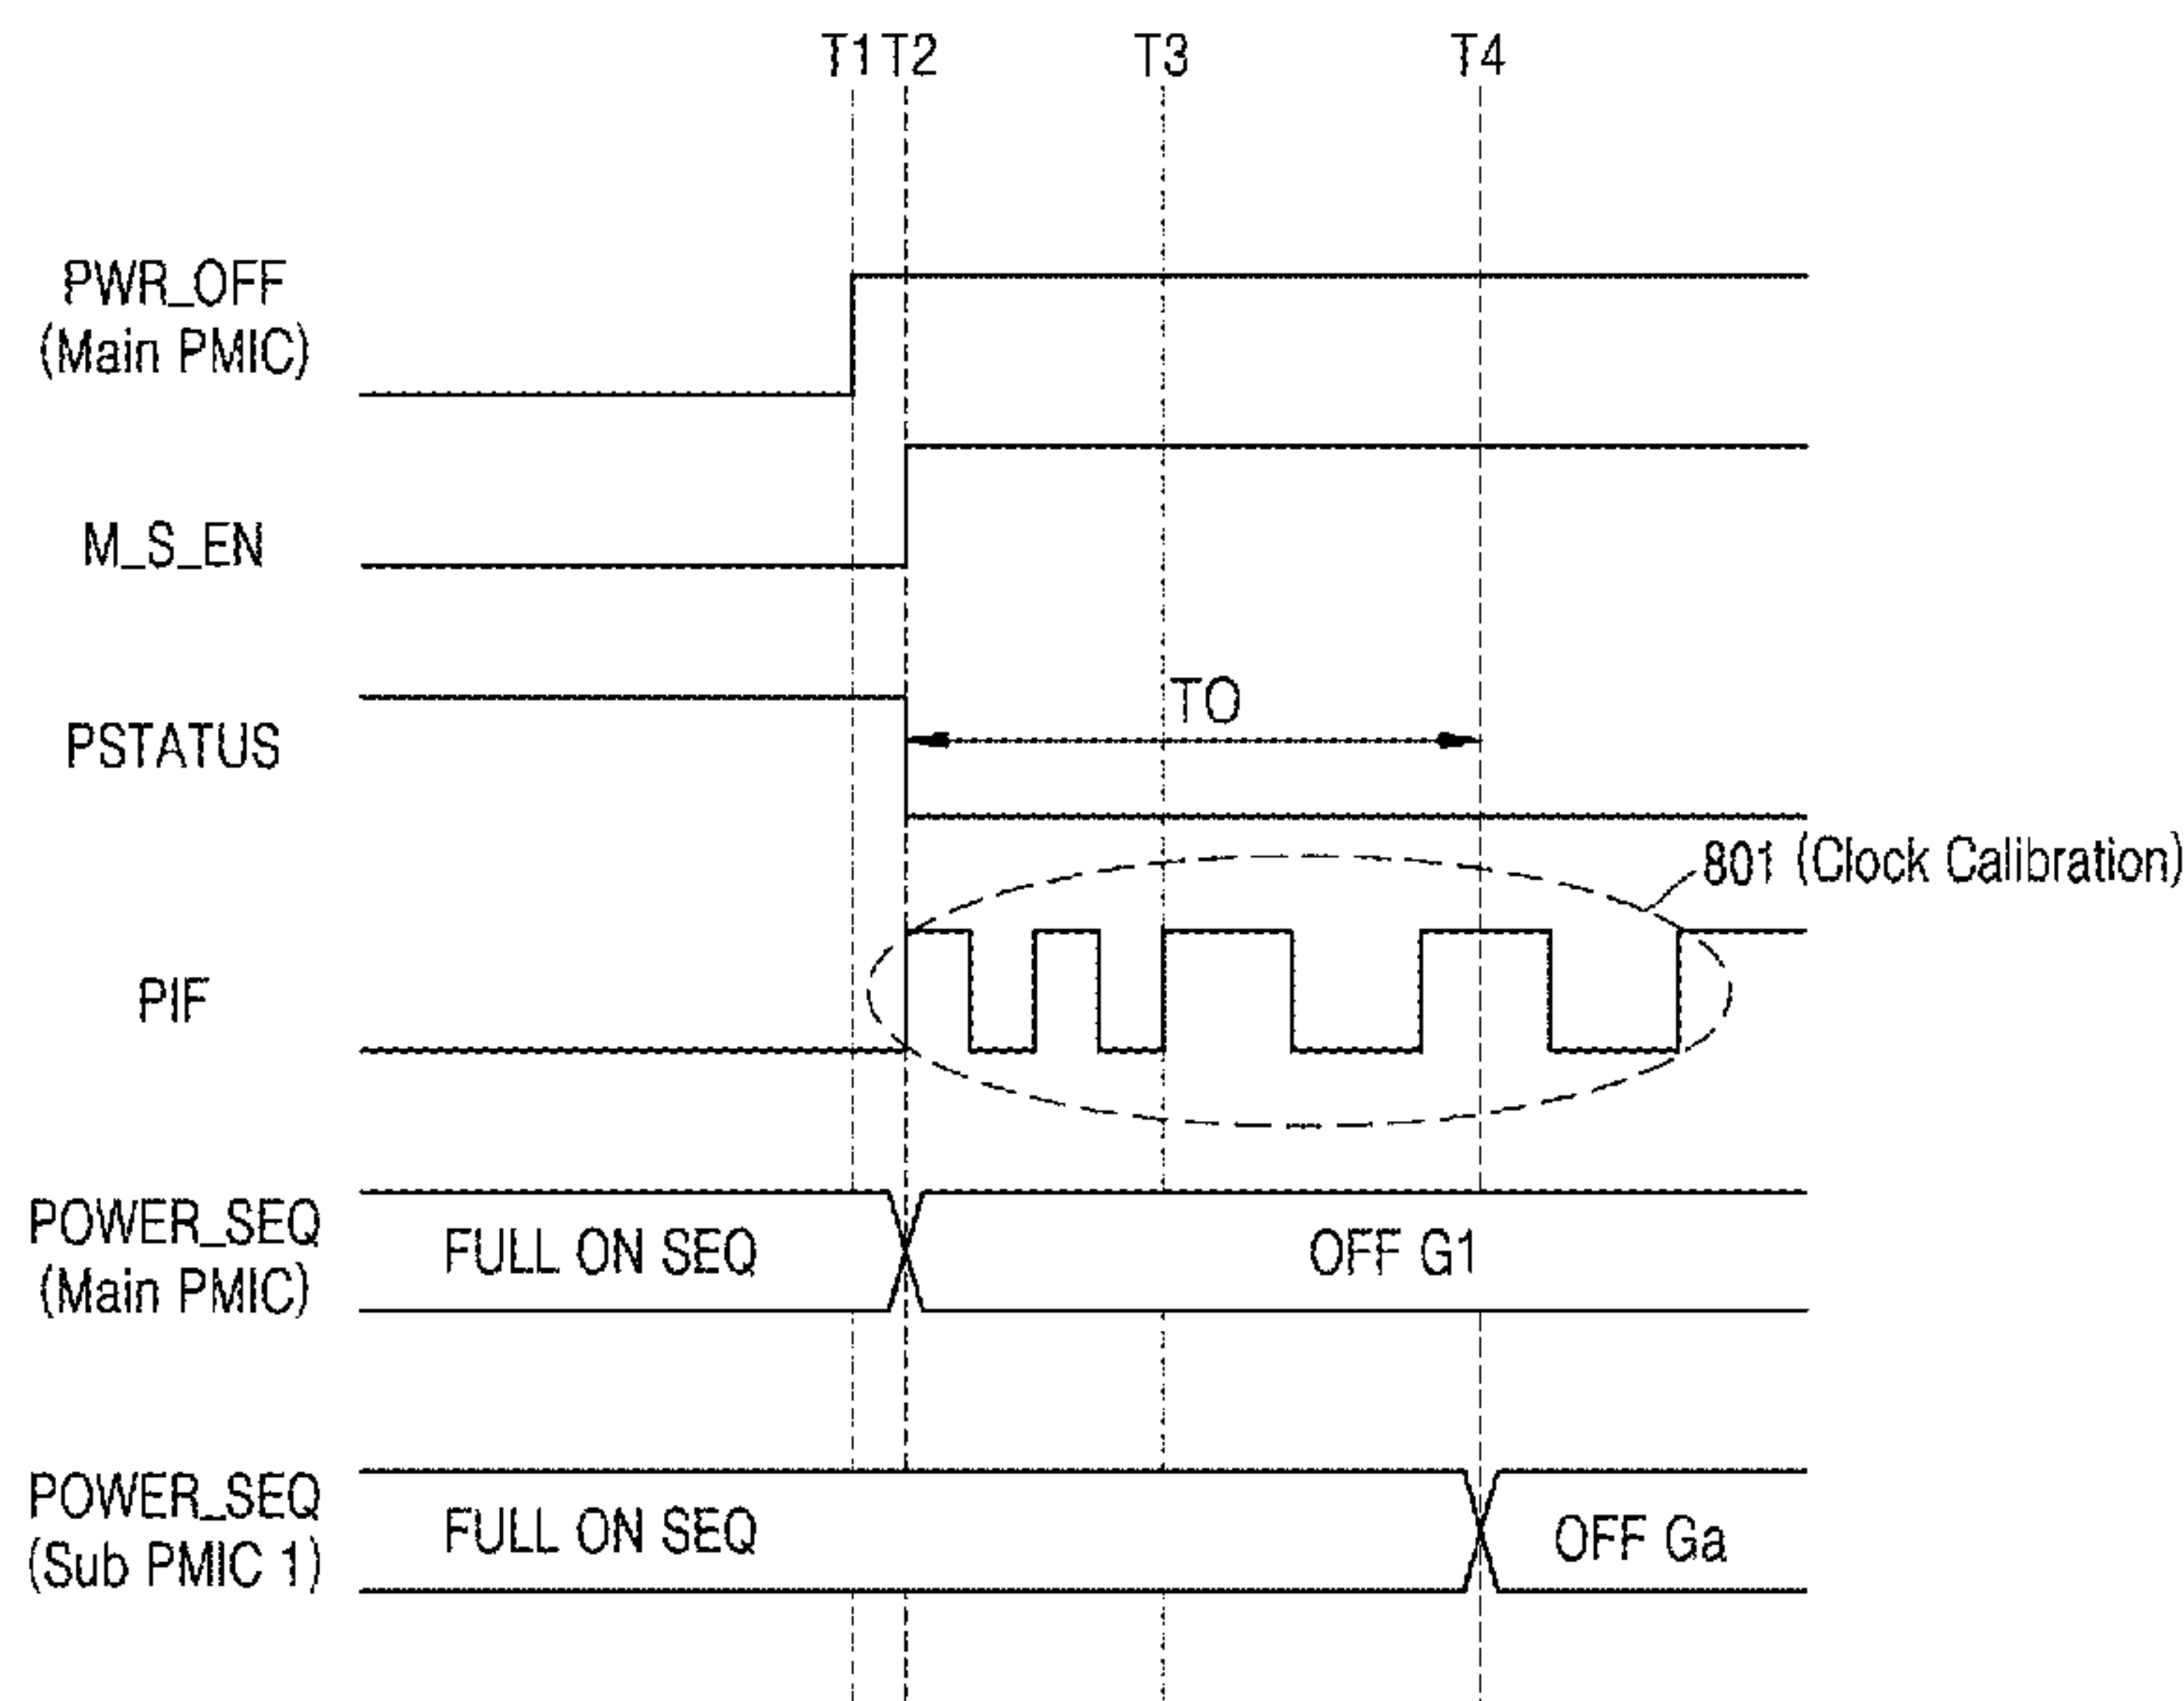 T1 T2 T3 T4
PWR_OFF
(Main PMIC)
M_S_EN
PSTATUS
TO
801 (Clock Calibration)
PIF
POWER_SEQ
(Main PMIC)
FULL ON SEQ
OFF G1
POWER_SEQ
(Sub PMIC 1)
FULL ON SEQ
OFF Ga